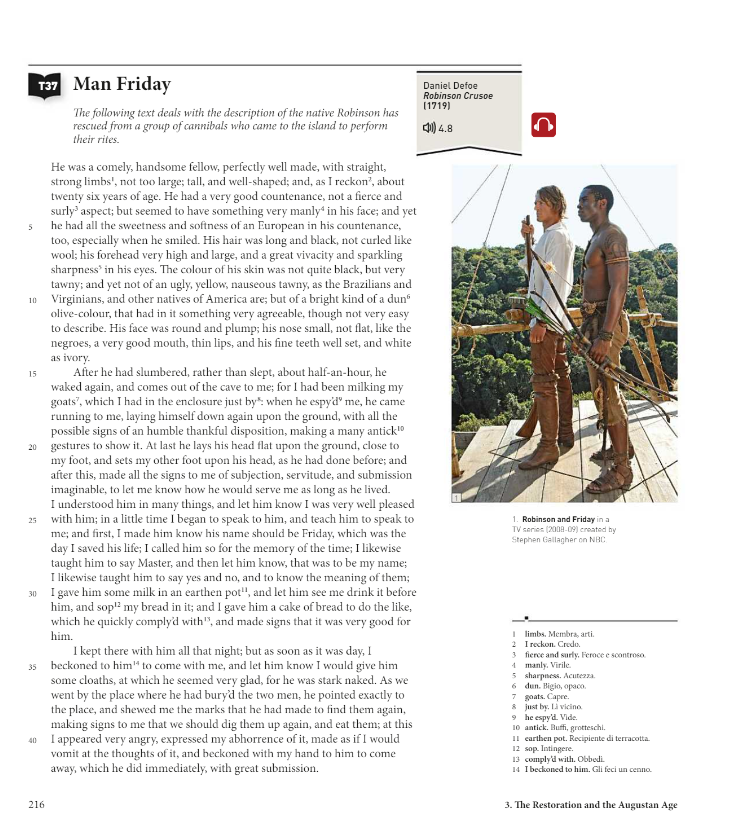 T37
Man Friday
The following text deals with the description of the native Robinson has
rescued from a group of cannibals who came to the island to perform
their rites.
Daniel Defoe
Robinson Crusoe
(1719)
4.8
He was a comely, handsome fellow, perfectly well made, with straight,
strong limbs¹, not too large; tall, and well-shaped; and, as I reckon², about
twenty six years of age. He had a very good countenance, not a fierce and
surly³ aspect; but seemed to have something very manly⁴ in his face; and yet
5 he had all the sweetness and softness of an European in his countenance,
too, especially when he smiled. His hair was long and black, not curled like
wool; his forehead very high and large, and a great vivacity and sparkling
sharpness⁵ in his eyes. The colour of his skin was not quite black, but very
tawny; and yet not of an ugly, yellow, nauseous tawny, as the Brazilians and
10 Virginians, and other natives of America are; but of a bright kind of a dun⁶
olive-colour, that had in it something very agreeable, though not very easy
to describe. His face was round and plump; his nose small, not flat, like the
negroes, a very good mouth, thin lips, and his fine teeth well set, and white
as ivory.
15 After he had slumbered, rather than slept, about half-an-hour, he
waked again, and comes out of the cave to me; for I had been milking my
goats⁷, which I had in the enclosure just by⁸: when he espy'd⁹ me, he came
running to me, laying himself down again upon the ground, with all the
possible signs of an humble thankful disposition, making a many antick¹⁰
20 gestures to show it. At last he lays his head flat upon the ground, close to
my foot, and sets my other foot upon his head, as he had done before; and
after this, made all the signs to me of subjection, servitude, and submission
imaginable, to let me know how he would serve me as long as he lived.
I understood him in many things, and let him know I was very well pleased
25 with him; in a little time I began to speak to him, and teach him to speak to
me; and first, I made him know his name should be Friday, which was the
day I saved his life; I called him so for the memory of the time; I likewise
taught him to say Master, and then let him know, that was to be my name;
I likewise taught him to say yes and no, and to know the meaning of them;
30 I gave him some milk in an earthen pot¹¹, and let him see me drink it before
him, and sop¹² my bread in it; and I gave him a cake of bread to do the like,
which he quickly comply'd with¹³, and made signs that it was very good for
him.
I kept there with him all that night; but as soon as it was day, I
35 beckoned to him¹⁴ to come with me, and let him know I would give him
some cloaths, at which he seemed very glad, for he was stark naked. As we
went by the place where he had bury'd the two men, he pointed exactly to
the place, and shewed me the marks that he had made to find them again,
making signs to me that we should dig them up again, and eat them; at this
40 I appeared very angry, expressed my abhorrence of it, made as if I would
vomit at the thoughts of it, and beckoned with my hand to him to come
away, which he did immediately, with great submission.
1
1. Robinson and Friday in a
TV series (2008-09) created by
Stephen Gallagher on NBC.
1 limbs. Membra, arti.
2 I reckon. Credo.
3 fierce and surly. Feroce e scontroso.
4 manly. Virile.
5 sharpness. Acutezza.
6 dun. Bigio, opaco.
7 goats. Capre.
8 just by. Lì vicino.
9 he espy'd. Vide.
10 antick. Buffi, grotteschi.
11 earthen pot. Recipiente di terracotta.
12 sop. Intingere.
13 comply'd with. Obbedì.
14 I beckoned to him. Gli feci un cenno.
216
3. The Restoration and the Augustan Age